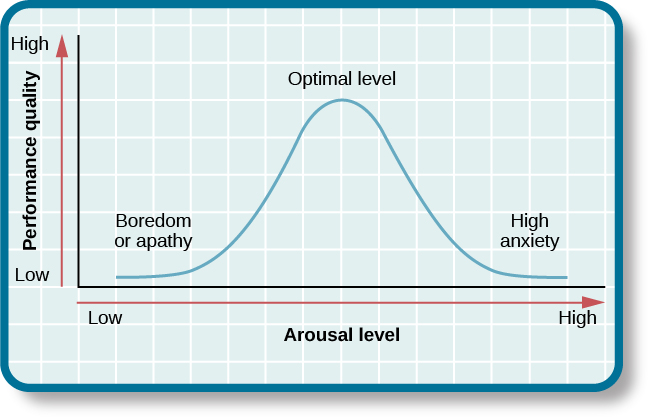 High
Performance quality
Low
Optimal level
Boredom
or apathy
High
anxiety
Low
High
Arousal level